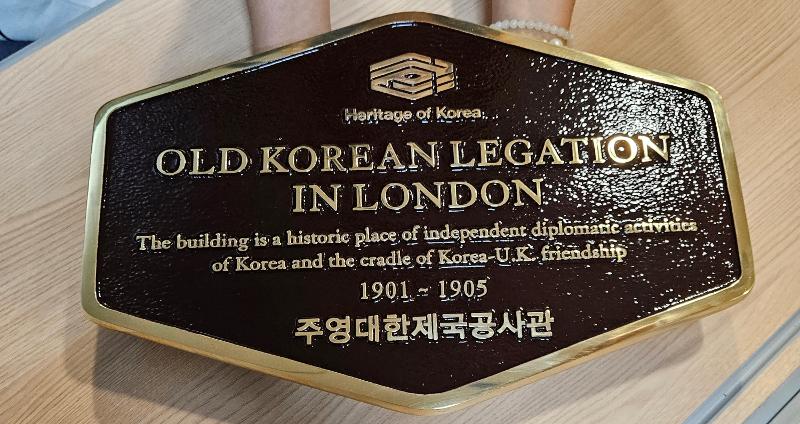 Heritage of Korea
OLD KOREAN LEGATION
IN LONDON
The building is a historic place of independent diplomatic activities
of Korea and the cradle of Korea-U.K. friendship
1901 ~ 1905
주영대한제국공사관